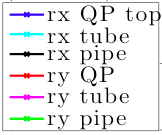 rx QP top
rx tube
rx pipe
ry QP
ry tube
ry pipe